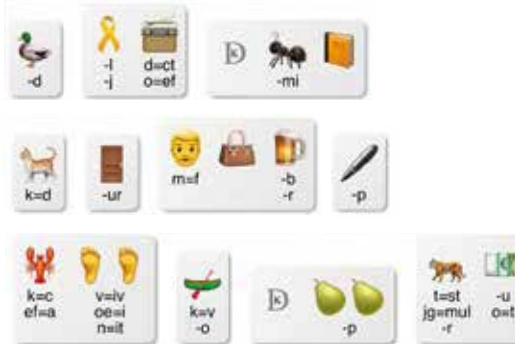 -d
-l d=ct
-j o=ef
-mi
k=d
-ur
m=f -b
-r
-p
k=c v=iv
ef=a oe=i
n=it
k=v
-o
-p
t=st -u
jg=mul o=t
-r